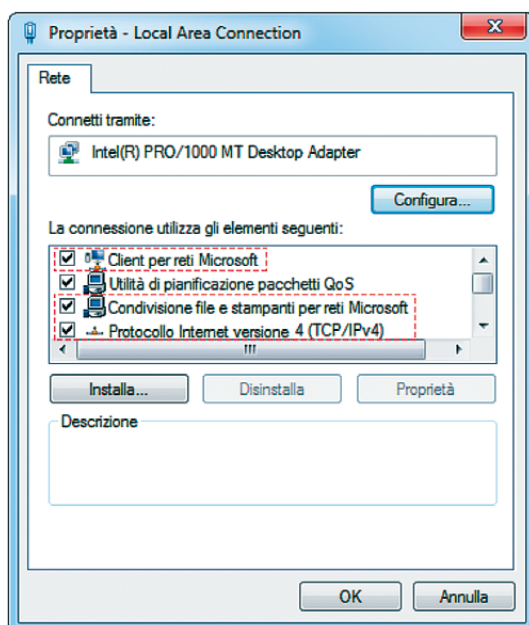 Proprietà - Local Area Connection
Rete
Connetti tramite:
Intel(R) PRO/1000 MT Desktop Adapter
Configura...
La connessione utilizza gli elementi seguenti:
Client per reti Microsoft
Utilità di pianificazione pacchetti QoS
Condivisione file e stampanti per reti Microsoft
Protocollo Internet versione 4 (TCP/IPv4)
Installa... Disinstalla Proprietà
Descrizione
OK Annulla